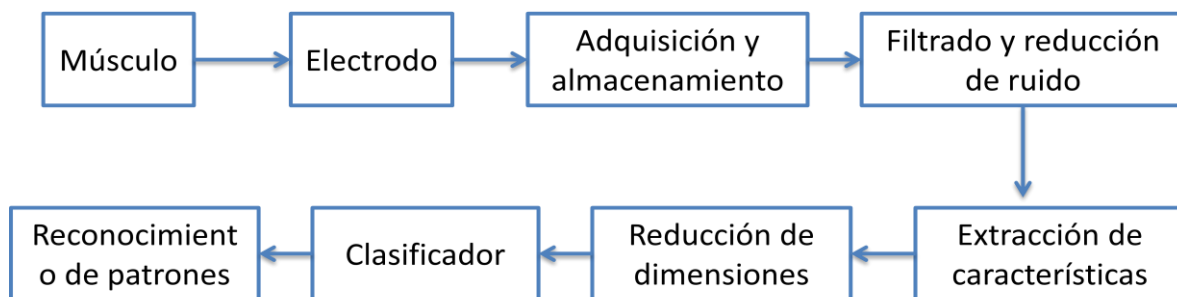 Músculo
Electrodo
Adquisición y
almacenamiento
Filtrado y reducción
de ruido
Reconocimient
o de patrones
Clasificador
Reducción de
dimensiones
Extracción de
características